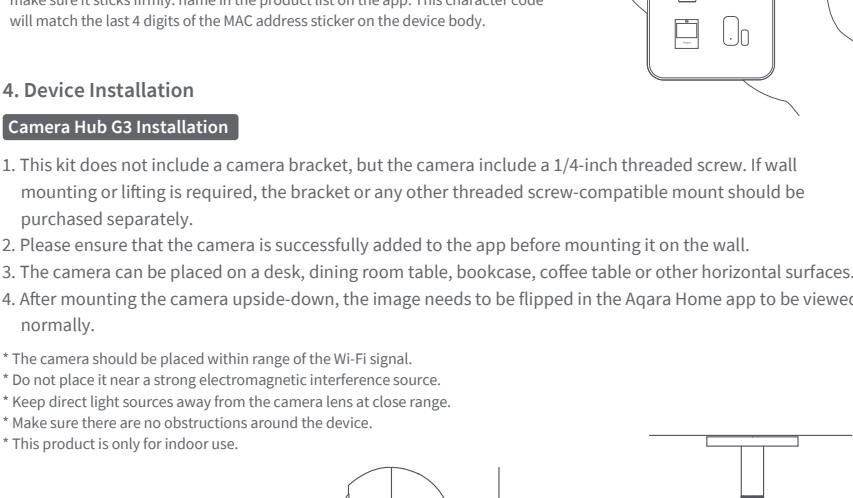 make sure it sticks firmly. name in the product list on the app. This character code
will match the last 4 digits of the MAC address sticker on the device body.
4. Device Installation
Camera Hub G3 Installation
1. This kit does not include a camera bracket, but the camera include a 1/4-inch threaded screw. If wall
mounting or lifting is required, the bracket or any other threaded screw-compatible mount should be
purchased separately.
2. Please ensure that the camera is successfully added to the app before mounting it on the wall.
3. The camera can be placed on a desk, dining room table, bookcase, coffee table or other horizontal surfaces.
4. After mounting the camera upside-down, the image needs to be flipped in the Aqara Home app to be viewed
normally.
* The camera should be placed within range of the Wi-Fi signal.
* Do not place it near a strong electromagnetic interference source.
* Keep direct light sources away from the camera lens at close range.
* Make sure there are no obstructions around the device.
* This product is only for indoor use.